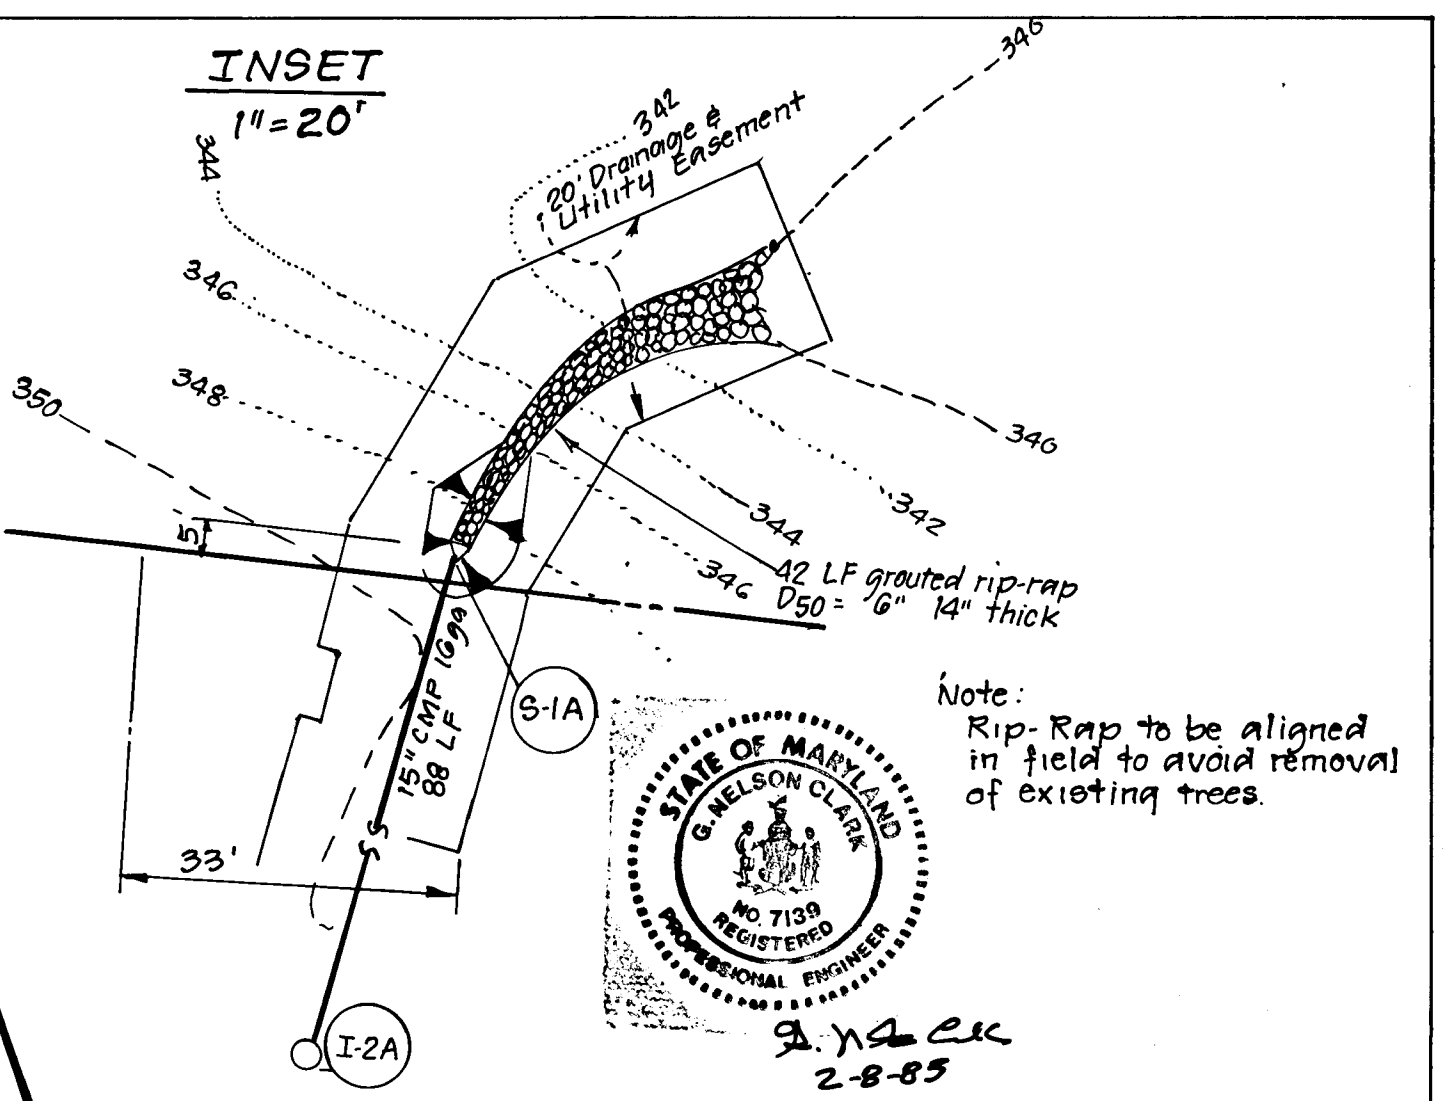 INSET
1"=20'
340
342
20' Drainage &
Utility Easement
344
346
348
350
5
340
342
344
346
42 LF grouted rip-rap
D50 = 6" 14" thick
15" CMP 16ga
88 LF
S-1A
33'
I-2A
Note:
Rip-Rap to be aligned
in field to avoid removal
of existing trees.
STATE OF MARYLAND
G. NELSON CLARK
NO. 7139
REGISTERED
PROFESSIONAL ENGINEER
2-8-85